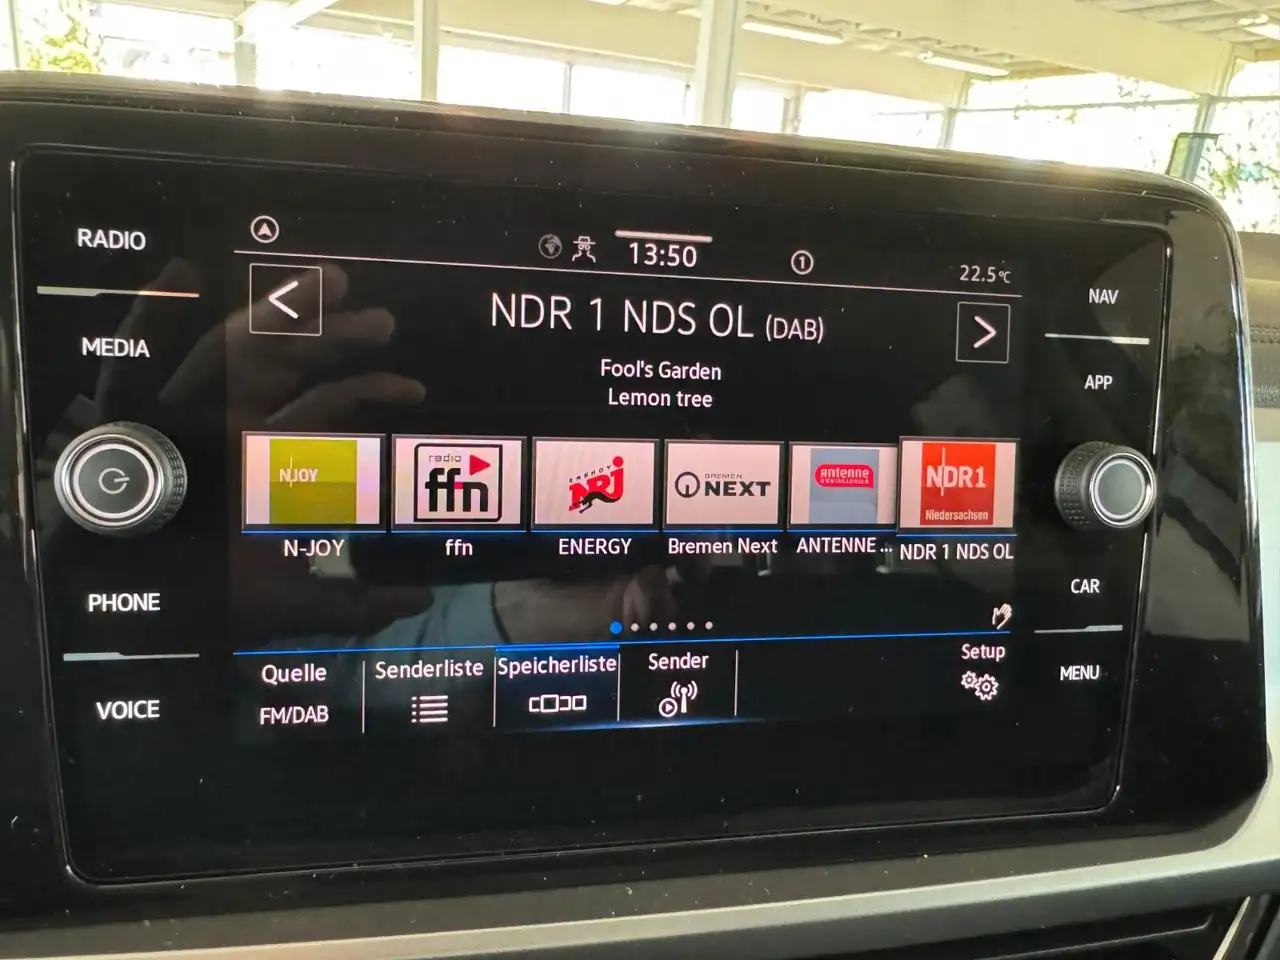 RADIO
MEDIA
PHONE
VOICE
13:50
1
22.5°C
<
NDR 1 NDS OL (DAB)
>
Fool's Garden
Lemon tree
N-JOY
radio
ffn
ENERGY
NRJ
BREMEN
NEXT
antenne
NDR1
Niedersachsen
N-JOY
ffn
ENERGY
Bremen Next
ANTENNE ...
NDR 1 NDS OL
Quelle
FM/DAB
Senderliste
Speicherliste
Sender
Setup
NAV
APP
CAR
MENU